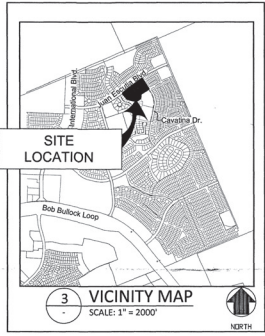 International Blvd.
Juan Escutia Blvd.
Cavatina Dr.
SITE
LOCATION
Bob Bullock Loop
3
-
VICINITY MAP
SCALE: 1" = 2000'
NORTH